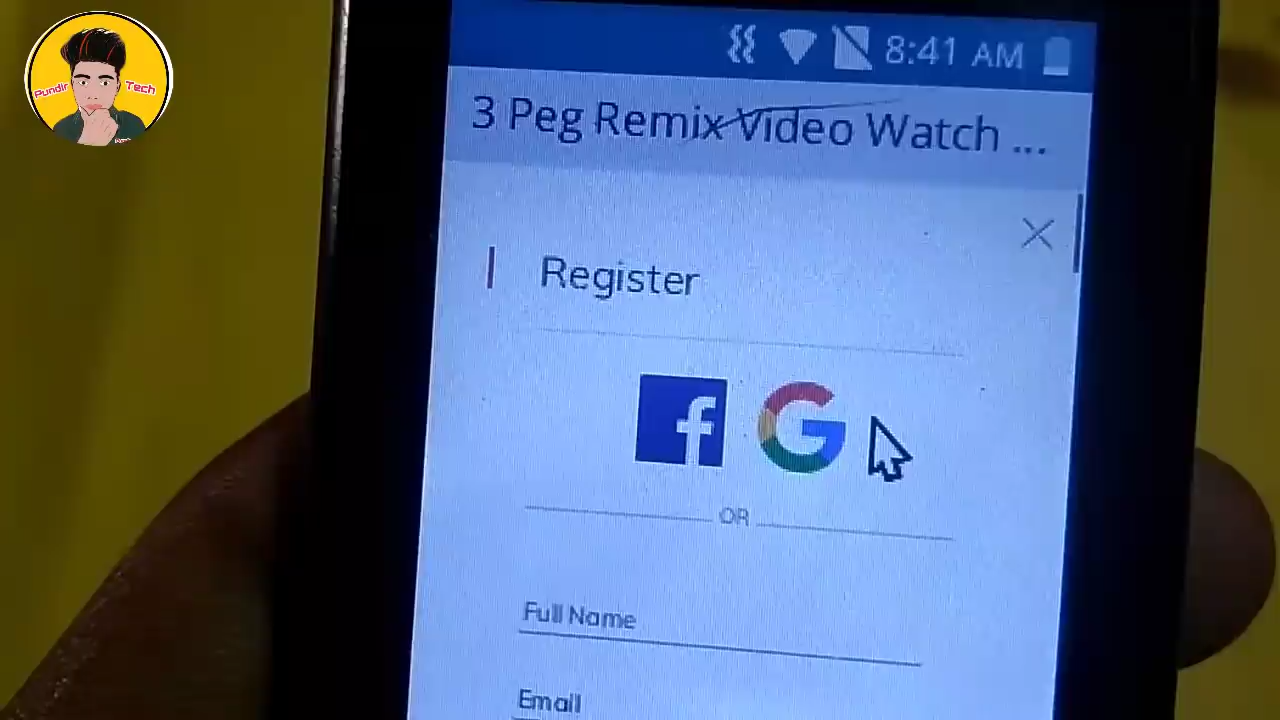 Pundir Tech
8:41 AM
3 Peg Remix Video Watch ...
Register
OR
Full Name
Email